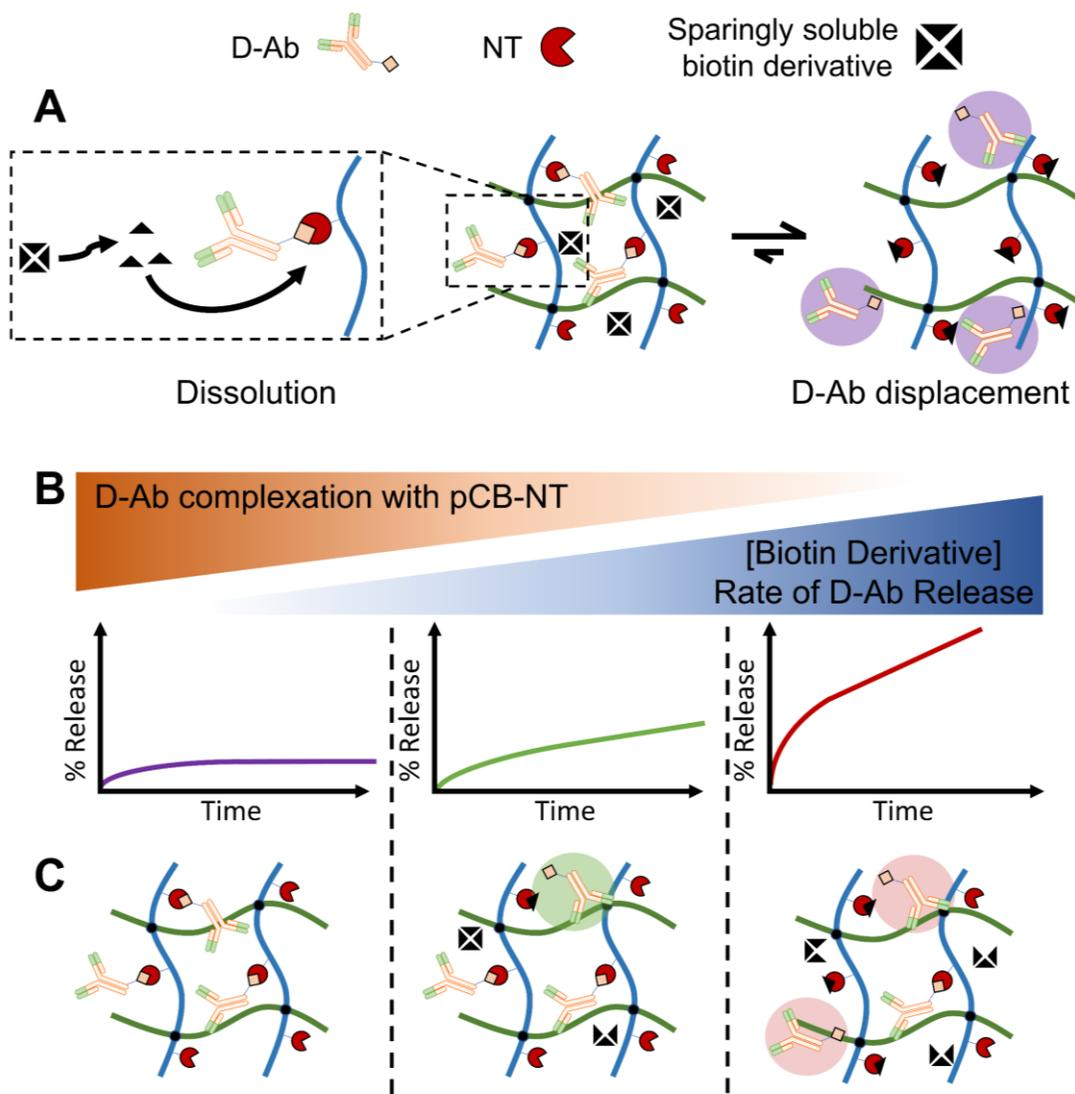 D-Ab
NT
Sparingly soluble
biotin derivative
A
Dissolution
D-Ab displacement
B
D-Ab complexation with pCB-NT
[Biotin Derivative]
Rate of D-Ab Release
% Release
Time
% Release
Time
% Release
Time
C